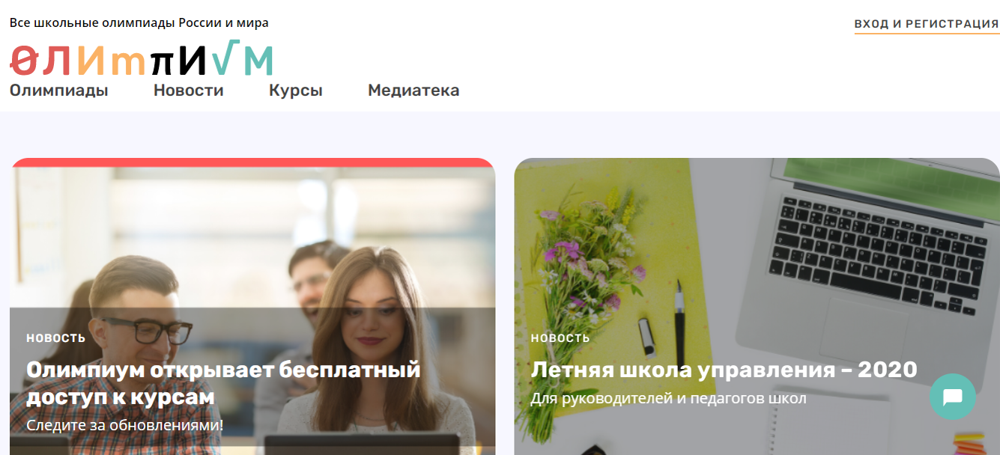 Все школьные олимпиады России и мира
ВХОД И РЕГИСТРАЦИЯ
ОЛИmπИ√М
Олимпиады Новости Курсы Медиатека
НОВОСТЬ
Олимпиум открывает бесплатный
доступ к курсам
Следите за обновлениями!
НОВОСТЬ
Летняя школа управления – 2020
Для руководителей и педагогов школ